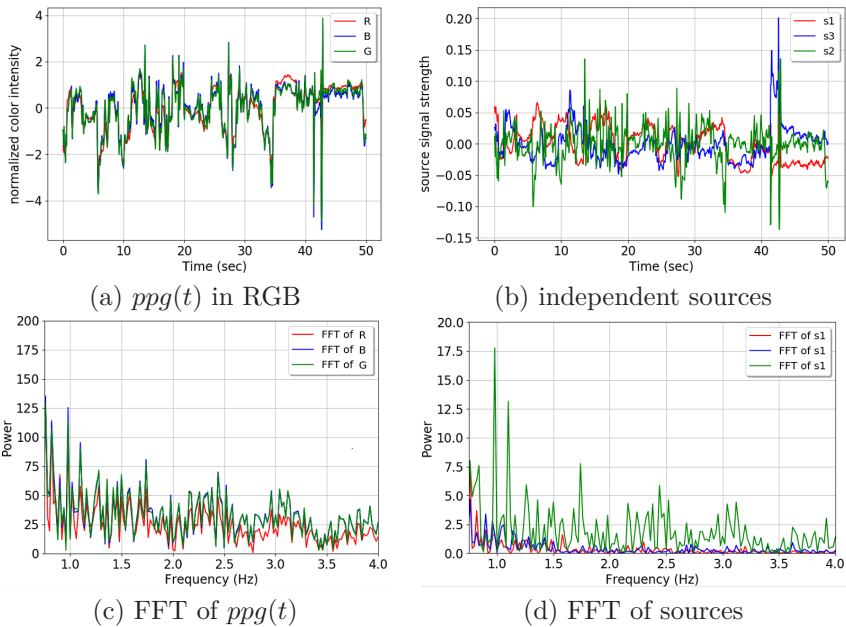 4
2
0
−2
−4
0
10
20
30
40
50
normalized color intensity
Time (sec)
R
B
G
(a) ppg(t) in RGB
0.20
0.15
0.10
0.05
0.00
−0.05
−0.10
−0.15
0
10
20
30
40
50
source signal strength
Time (sec)
s1
s3
s2
(b) independent sources
200
175
150
125
100
75
50
25
0
1.0
1.5
2.0
2.5
3.0
3.5
4.0
Power
Frequency (Hz)
FFT of R
FFT of B
FFT of G
(c) FFT of ppg(t)
20.0
17.5
15.0
12.5
10.0
7.5
5.0
2.5
0.0
1.0
1.5
2.0
2.5
3.0
3.5
4.0
Power
Frequency (Hz)
FFT of s1
FFT of s1
FFT of s1
(d) FFT of sources